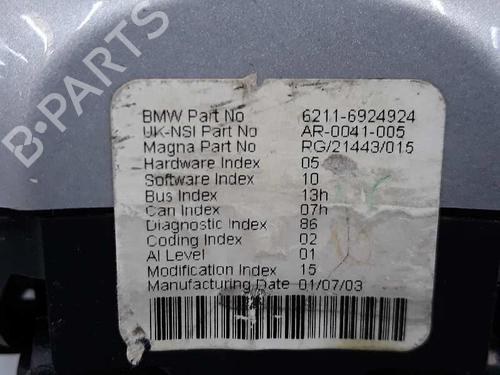 B-PARTS
BMW Part No 6211-6924924
UK-NSI Part No AR-0041-005
Magna Part No RG/21443/015
Hardware Index 05
Software Index 10
Bus Index 13h
Can Index 07h
Diagnostic Index 86
Coding Index 02
AI Level 01
Modification Index 15
Manufacturing Date 01/07/03